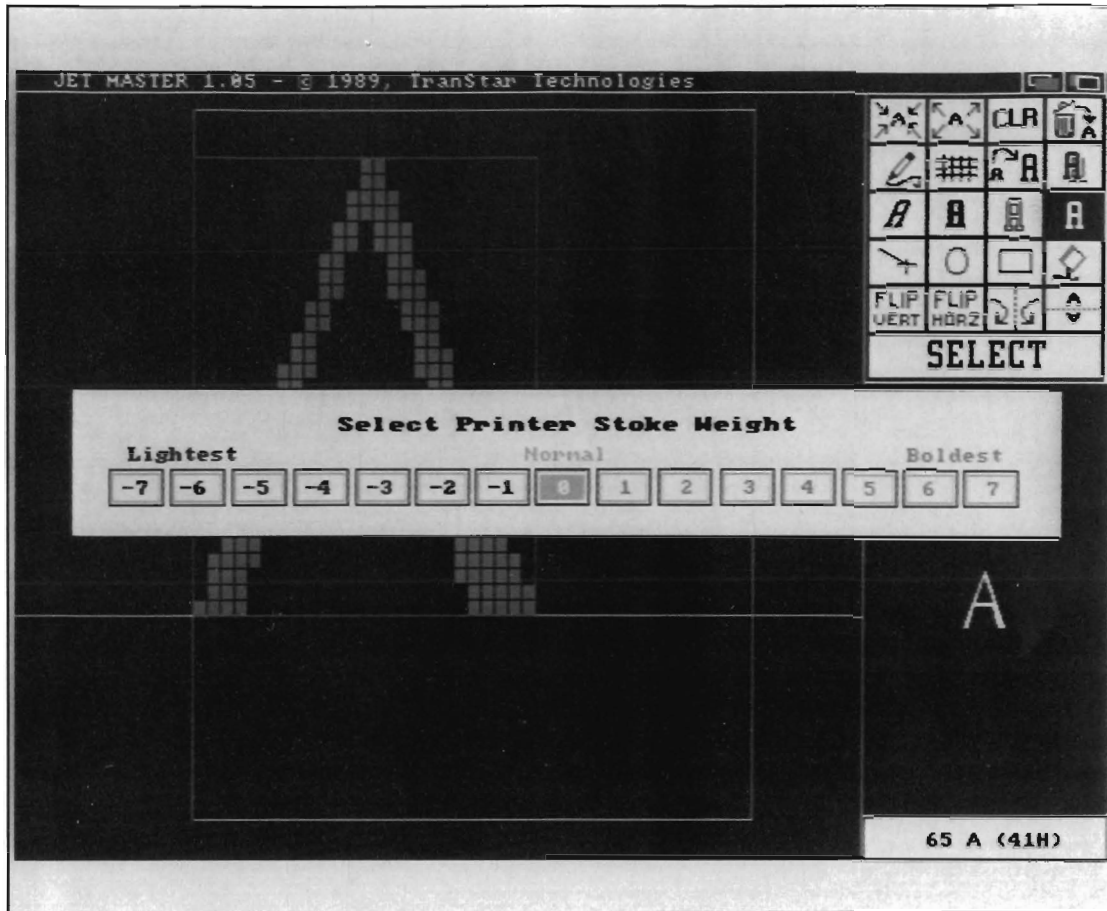 JET MASTER 1.05 - © 1989, TranStar Technologies
A A CLR A
A A A
A A A A
FLIP VERT FLIP HORZ A
SELECT
Select Printer Stoke Weight
Lightest Normal Boldest
-7 -6 -5 -4 -3 -2 -1 0 1 2 3 4 5 6 7
A
65 A (41H)